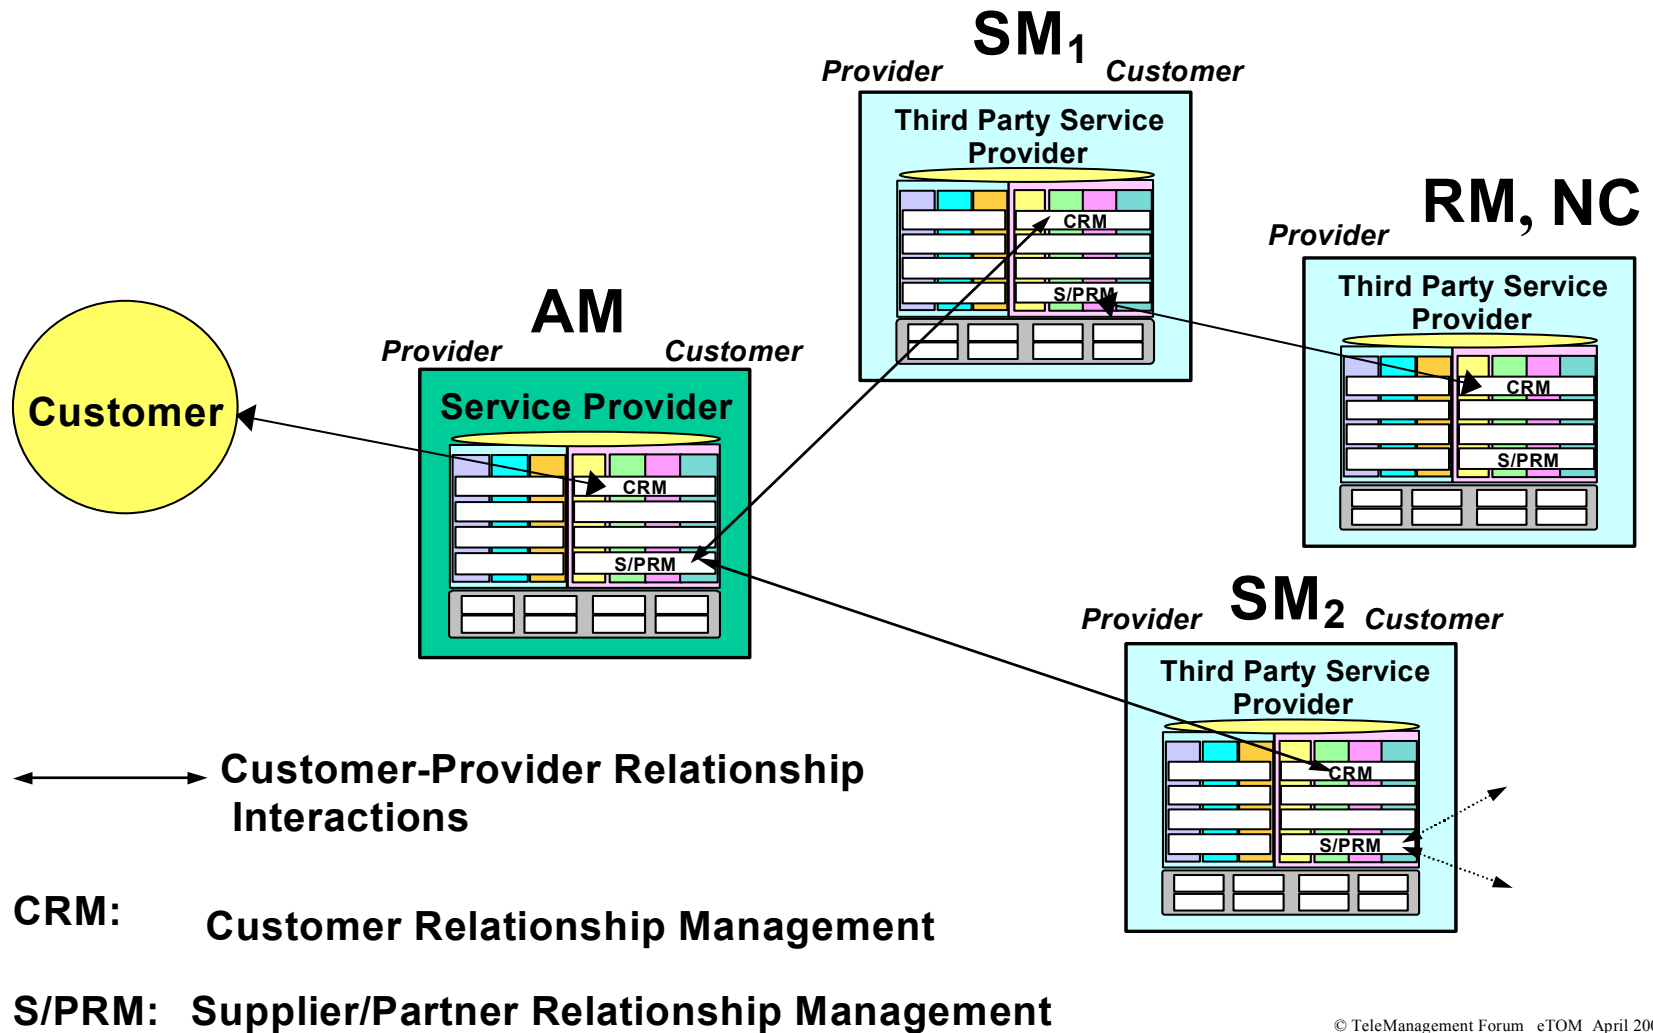 SM1
Provider Customer
Third Party Service
Provider
CRM
S/PRM
RM, NC
Provider
Third Party Service
Provider
CRM
S/PRM
AM
Provider Customer
Service Provider
CRM
S/PRM
Customer
SM2
Provider Customer
Third Party Service
Provider
CRM
S/PRM
Customer-Provider Relationship
Interactions
CRM: Customer Relationship Management
S/PRM: Supplier/Partner Relationship Management
© TeleManagement Forum eTOM April